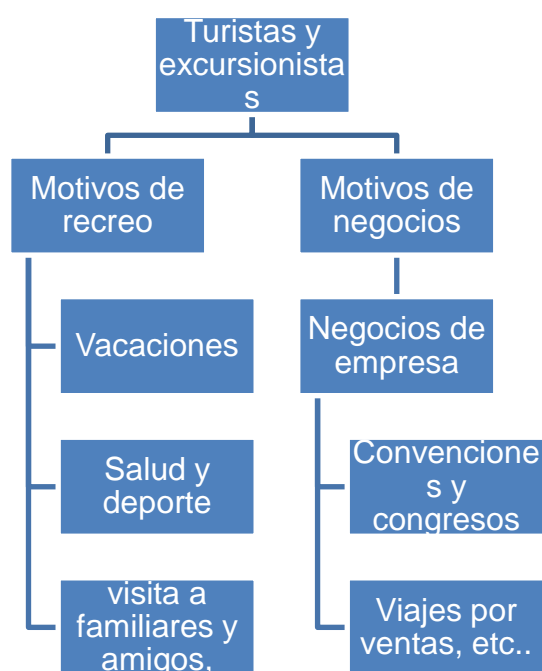 Turistas y
excursionista
s
Motivos de
recreo
Motivos de
negocios
Vacaciones
Negocios de
empresa
Salud y
deporte
Convencione
s y
congresos
visita a
familiares y
amigos,
Viajes por
ventas, etc..